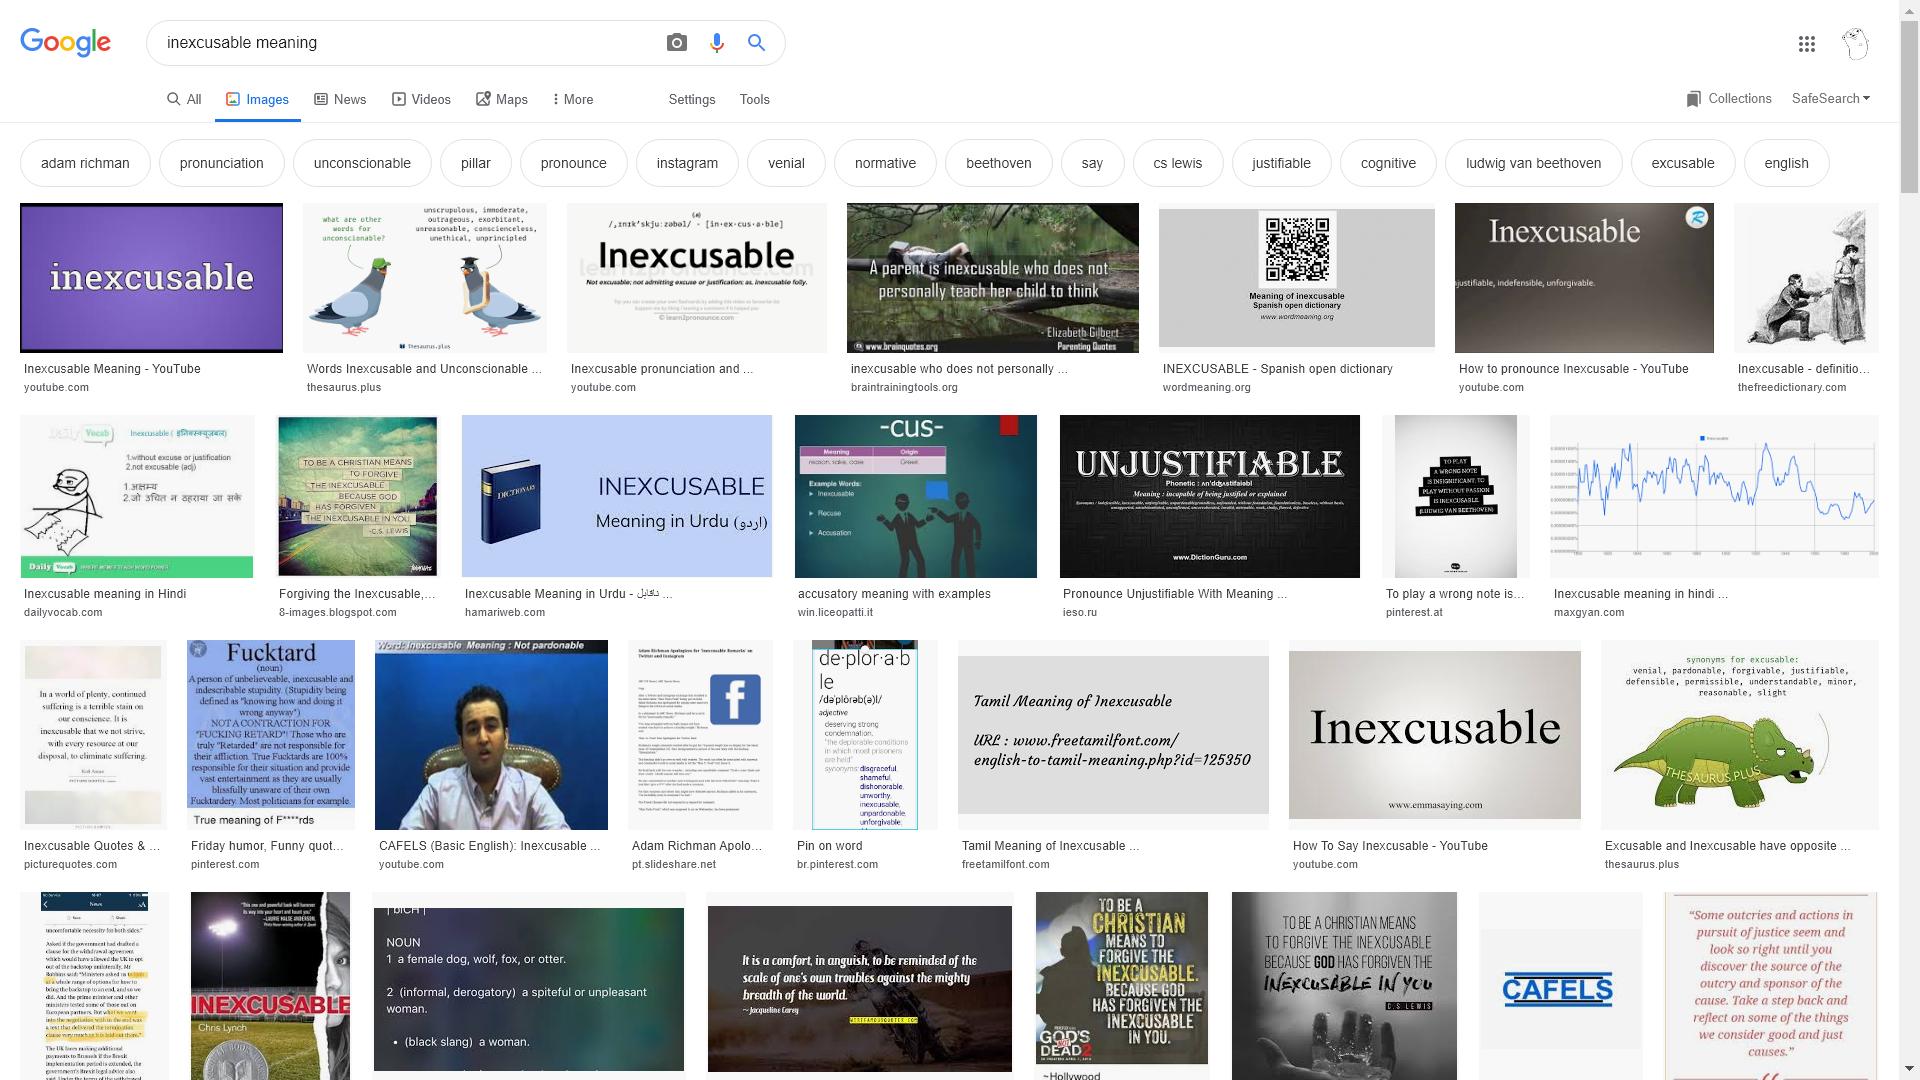 Google
inexcusable meaning
All
Images
News
Videos
Maps
More
Settings
Tools
Collections
SafeSearch
adam richman
pronunciation
unconscionable
pillar
pronounce
instagram
venial
normative
beethoven
say
cs lewis
justifiable
cognitive
ludwig van beethoven
excusable
english
inexcusable
what are other
words for
unconscionable?
unscrupulous, immoderate,
outrageous, exorbitant,
unreasonable, conscienceless,
unethical, unprincipled
Thesaurus.plus
Inexcusable
Not excusable; not admitting excuse or justification; as, inexcusable folly.
© learn2pronounce.com
A parent is inexcusable who does not
personally teach her child to think
- Elizabeth Gilbert
www.brainquotes.org
Parenting Quotes
Meaning of inexcusable
Spanish open dictionary
www.wordmeaning.org
Inexcusable
justifiable, indefensible, unforgivable.
Inexcusable Meaning - YouTube
youtube.com
Words Inexcusable and Unconscionable ...
thesaurus.plus
Inexcusable pronunciation and ...
youtube.com
inexcusable who does not personally ...
braintrainingtools.org
INEXCUSABLE - Spanish open dictionary
wordmeaning.org
How to pronounce Inexcusable - YouTube
youtube.com
Inexcusable - definitio...
thefreedictionary.com
Daily Vocab
Inexcusable ( इनिक्स्क्यूज़बल)
1.without excuse or justification
2.not excusable (adj)
1.अक्षम्य
2.जो उचित न ठहराया जा सके
Daily Vocab
TO BE A CHRISTIAN MEANS
TO FORGIVE
THE INEXCUSABLE
BECAUSE GOD
HAS FORGIVEN
THE INEXCUSABLE IN YOU
-C.S. LEWIS
DICTIONARY
INEXCUSABLE
Meaning in Urdu (اردو)
-cus-
Meaning Origin
reason, sake, case Greek
Example Words:
Inexcusable
Recuse
Accusation
UNJUSTIFIABLE
Meaning : incapable of being justified or explained
www.DictionGuru.com
TO PLAY
A WRONG NOTE
IS INSIGNIFICANT, TO
PLAY WITHOUT PASSION
IS INEXCUSABLE.
(LUDWIG VAN BEETHOVEN)
Inexcusable meaning in Hindi
dailyvocab.com
Forgiving the Inexcusable,...
8-images.blogspot.com
Inexcusable Meaning in Urdu - ناقابل ...
hamariweb.com
accusatory meaning with examples
win.liceopatti.it
Pronounce Unjustifiable With Meaning ...
ieso.ru
To play a wrong note is...
pinterest.at
Inexcusable meaning in hindi ...
maxgyan.com
In a world of plenty, continued
suffering is a terrible stain on
our conscience. It is
inexcusable that we not strive,
with every resource at our
disposal, to eliminate suffering.
Kofi Annan
Fucktard
(noun)
A person of unbelieveable, inexcusable and
indescribable stupidity. (Stupidity being
defined as "knowing how and doing it
wrong anyway")
NOT A CONTRACTION FOR
"FUCKING RETARD"! Those who are
truly "Retarded" are not responsible for
their affliction. True Fucktards are 100%
responsible for their situation and provide
vast entertainment as they are usually
blissfully unaware of their own
Fucktardery. Most politicians for example.
True meaning of F****rds
Word: Inexcusable Meaning : Not pardonable
Adam Richman Apologizes for 'Inexcusable Remarks' on
Twitter and Instagram
de·plor·a·b
le
/dəˈplôrəb(ə)l/
adjective
deserving strong
condemnation.
"the deplorable conditions
in which most prisoners
are held"
synonyms: disgraceful,
shameful,
dishonorable,
unworthy,
inexcusable,
unpardonable,
unforgivable,
Tamil Meaning of Inexcusable
URL : www.freetamilfont.com/
english-to-tamil-meaning.php?id=125350
Inexcusable
www.emmasaying.com
synonyms for excusable:
venial, pardonable, forgivable, justifiable,
defensible, permissible, understandable, minor,
reasonable, slight
THESAURUS.PLUS
Inexcusable Quotes & ...
picturequotes.com
Friday humor, Funny quot...
pinterest.com
CAFELS (Basic English): Inexcusable ...
youtube.com
Adam Richman Apolo...
pt.slideshare.net
Pin on word
br.pinterest.com
Tamil Meaning of Inexcusable ...
freetamilfont.com
How To Say Inexcusable - YouTube
youtube.com
Excusable and Inexcusable have opposite ...
thesaurus.plus
News
uncomfortable necessity for both sides."
Asked if the government had drafted a
clause for the withdrawal agreement
which would have allowed the UK to opt
INEXCUSABLE
Chris Lynch
NOUN
1 a female dog, wolf, fox, or otter.
2 (informal, derogatory) a spiteful or unpleasant
woman.
• (black slang) a woman.
It is a comfort, in anguish, to be reminded of the
scale of one's own troubles against the mighty
breadth of the world.
~ Jacqueline Carey
TO BE A
CHRISTIAN
MEANS TO
FORGIVE THE
INEXCUSABLE.
BECAUSE GOD
HAS FORGIVEN THE
INEXCUSABLE
IN YOU.
GOD'S
NOT
DEAD 2
~Hollywood
TO BE A CHRISTIAN MEANS
TO FORGIVE THE INEXCUSABLE
BECAUSE GOD HAS FORGIVEN THE
INEXCUSABLE IN YOU
C.S LEWIS
CAFELS
“Some outcries and actions in
pursuit of justice seem and
look so right until you
discover the source of the
outcry and sponsor of the
cause. Take a step back and
reflect on some of the things
we consider good and just
causes.”